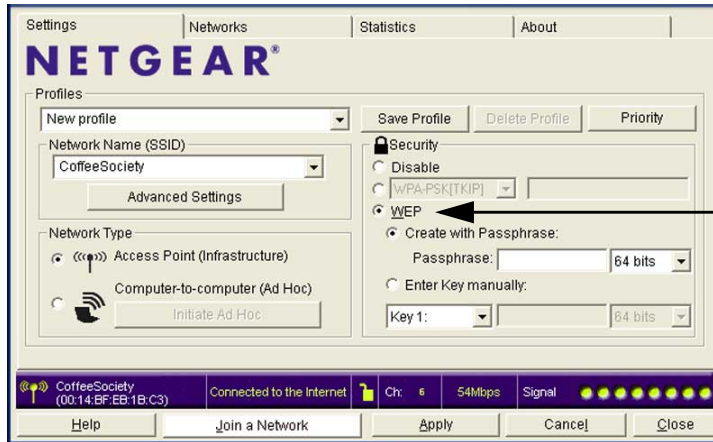 Settings Networks Statistics About
NETGEAR®
Profiles
New profile Save Profile Delete Profile Priority
Network Name (SSID) Security
CoffeeSociety Disable
WPA-PSK[TKIP]
Advanced Settings WEP
Network Type Create with Passphrase:
Access Point (Infrastructure) Passphrase: 64 bits
Computer-to-computer (Ad Hoc) Enter Key manually:
Initiate Ad Hoc Key 1: 64 bits
CoffeeSociety
(00:14:BF:EB:1B:C3) Connected to the Internet Ch: 6 54Mbps Signal
Help Join a Network Apply Cancel Close